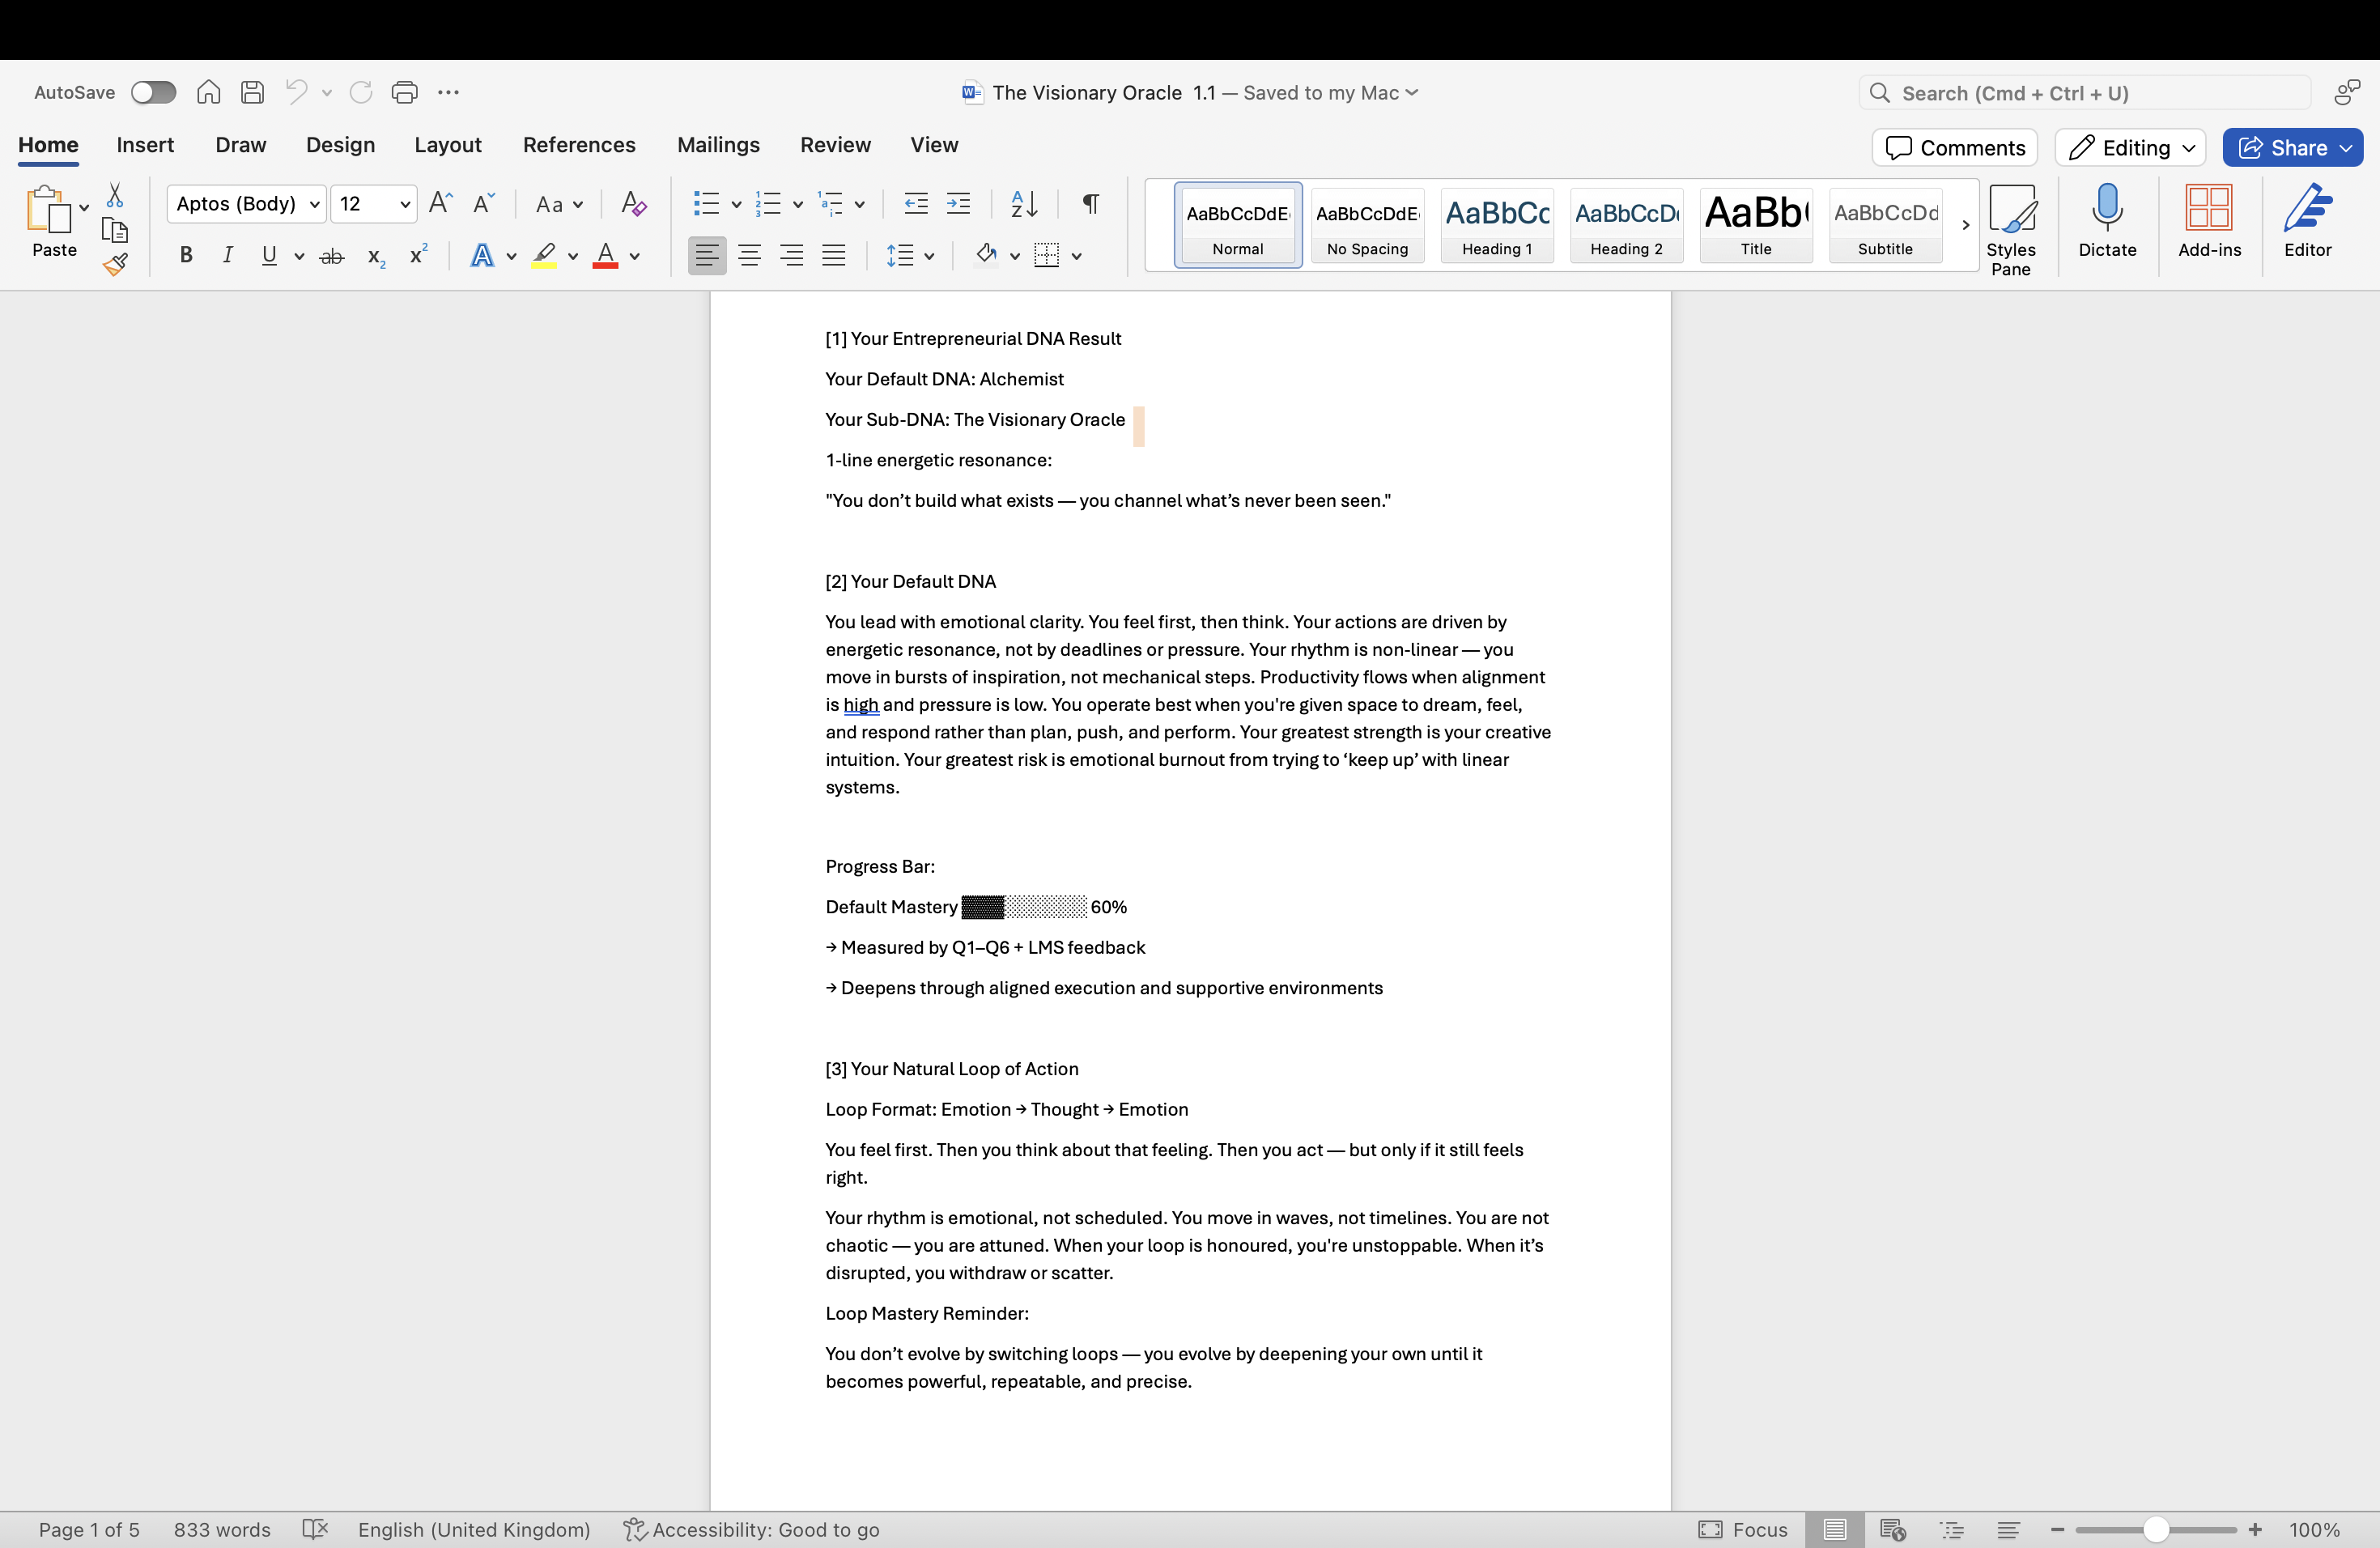 AutoSave
The Visionary Oracle 1.1 — Saved to my Mac
Search (Cmd + Ctrl + U)
Home Insert Draw Design Layout References Mailings Review View
Comments Editing Share
Paste
Aptos (Body) 12
Aa
B I U ab x2 x2 A A
AaBbCcDdE AaBbCcDdE AaBbCc AaBbCcD AaBb AaBbCcDd
Normal No Spacing Heading 1 Heading 2 Title Subtitle
Styles Pane
Dictate
Add-ins
Editor
[1] Your Entrepreneurial DNA Result
Your Default DNA: Alchemist
Your Sub-DNA: The Visionary Oracle
1-line energetic resonance:
"You don’t build what exists — you channel what’s never been seen."
[2] Your Default DNA
You lead with emotional clarity. You feel first, then think. Your actions are driven by
energetic resonance, not by deadlines or pressure. Your rhythm is non-linear — you
move in bursts of inspiration, not mechanical steps. Productivity flows when alignment
is high and pressure is low. You operate best when you're given space to dream, feel,
and respond rather than plan, push, and perform. Your greatest strength is your creative
intuition. Your greatest risk is emotional burnout from trying to ‘keep up’ with linear
systems.
Progress Bar:
Default Mastery ▓▓▓░░░░░░ 60%
→ Measured by Q1–Q6 + LMS feedback
→ Deepens through aligned execution and supportive environments
[3] Your Natural Loop of Action
Loop Format: Emotion → Thought → Emotion
You feel first. Then you think about that feeling. Then you act — but only if it still feels
right.
Your rhythm is emotional, not scheduled. You move in waves, not timelines. You are not
chaotic — you are attuned. When your loop is honoured, you're unstoppable. When it’s
disrupted, you withdraw or scatter.
Loop Mastery Reminder:
You don’t evolve by switching loops — you evolve by deepening your own until it
becomes powerful, repeatable, and precise.
Page 1 of 5 833 words English (United Kingdom) Accessibility: Good to go Focus 100%